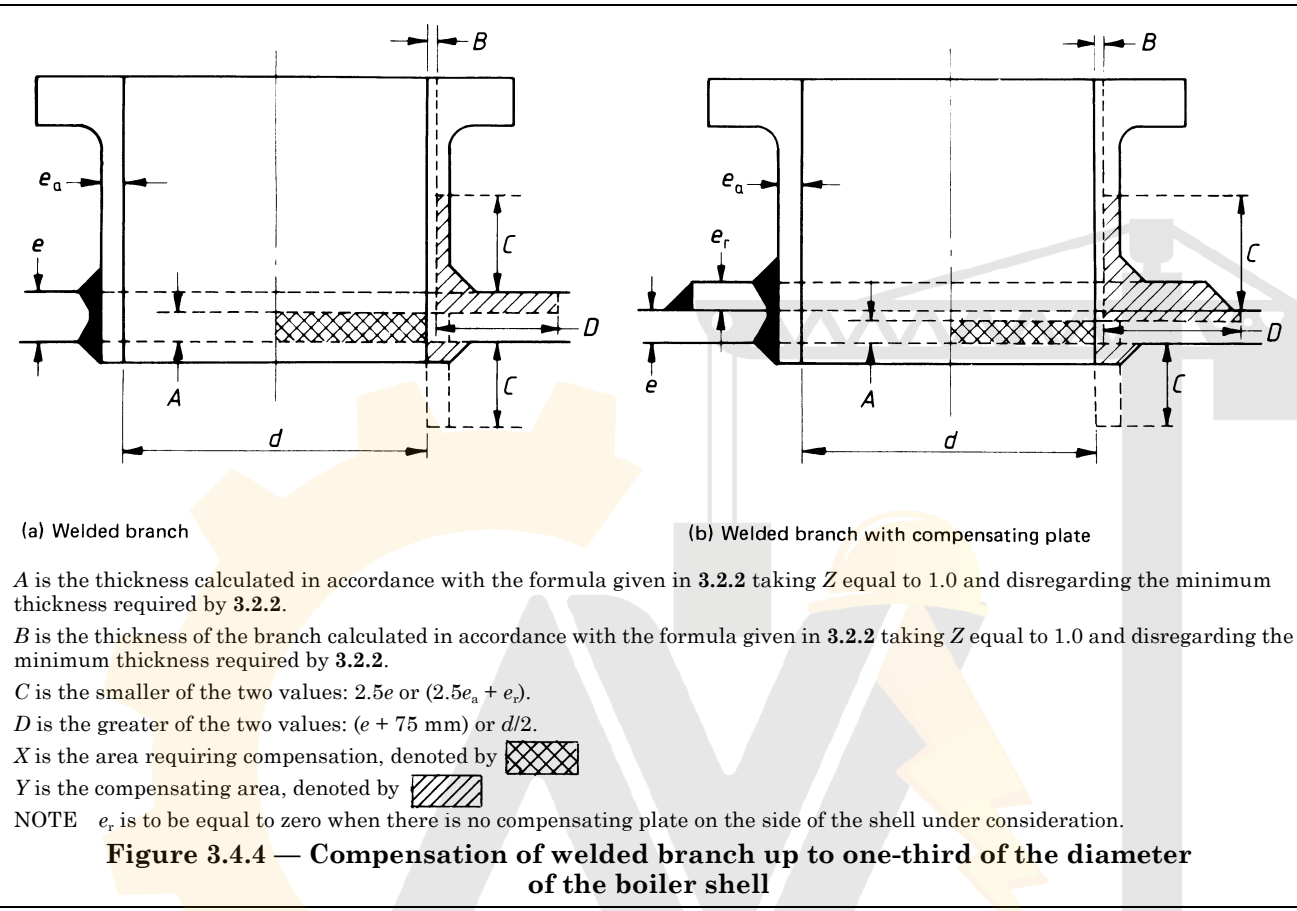 B
B
e_a
e_a
e_r
e
C
C
D
D
A
A
e
C
C
d
d
(a) Welded branch
(b) Welded branch with compensating plate
A is the thickness calculated in accordance with the formula given in 3.2.2 taking Z equal to 1.0 and disregarding the minimum
thickness required by 3.2.2.
B is the thickness of the branch calculated in accordance with the formula given in 3.2.2 taking Z equal to 1.0 and disregarding the
minimum thickness required by 3.2.2.
C is the smaller of the two values: 2.5e or (2.5e_a + e_r).
D is the greater of the two values: (e + 75 mm) or d/2.
X is the area requiring compensation, denoted by
Y is the compensating area, denoted by
NOTE e_r is to be equal to zero when there is no compensating plate on the side of the shell under consideration.
Figure 3.4.4 — Compensation of welded branch up to one-third of the diameter
of the boiler shell